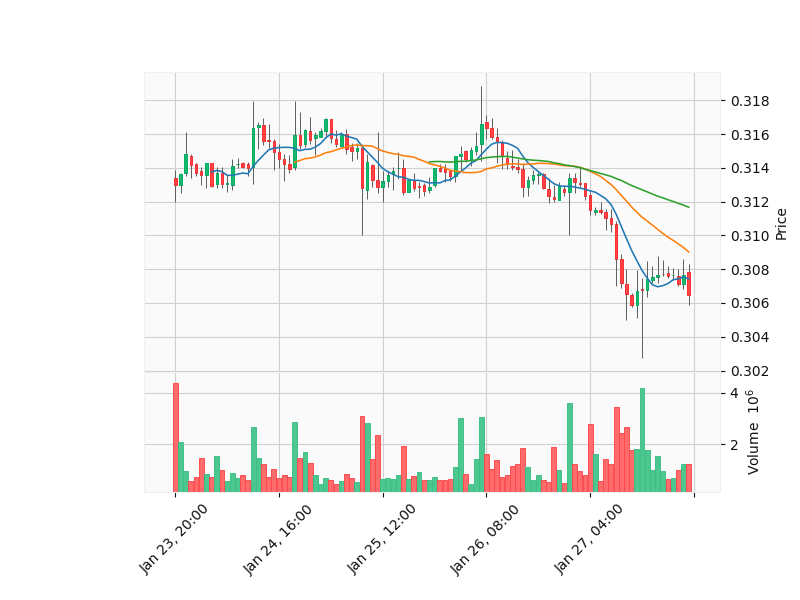 0.318
0.316
0.314
0.312
0.310
0.308
0.306
0.304
0.302
Price
4
2
Volume 10^6
Jan 23, 20:00
Jan 24, 16:00
Jan 25, 12:00
Jan 26, 08:00
Jan 27, 04:00